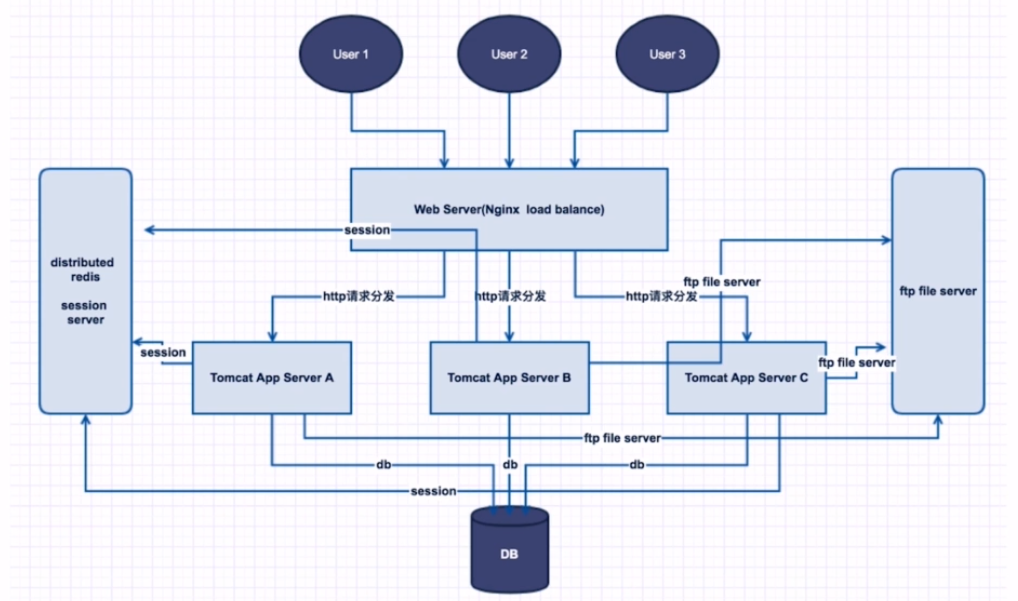 User 1
User 2
User 3
Web Server(Nginx  load balance)
session
distributed
redis
session
server
ftp file server
ftp file server
http请求分发
http请求分发
http请求分发
session
ftp file server
Tomcat App Server A
Tomcat App Server B
Tomcat App Server C
ftp file server
db
db
db
session
DB